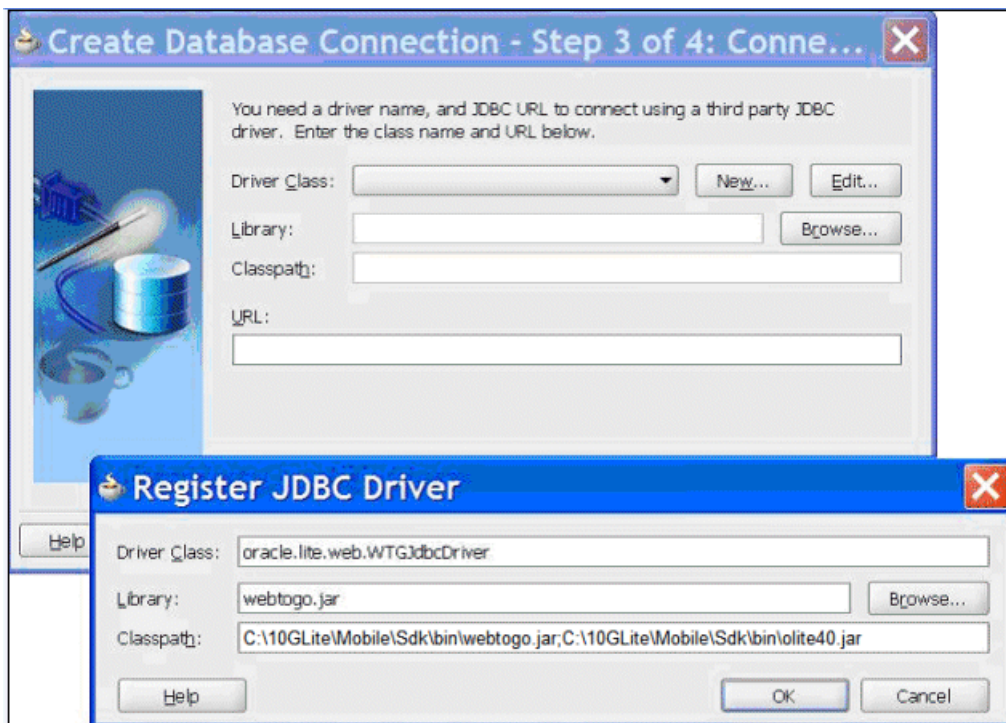 Create Database Connection - Step 3 of 4: Conne...
You need a driver name, and JDBC URL to connect using a third party JDBC
driver. Enter the class name and URL below.
Driver Class: New... Edit...
Library: Browse...
Classpath:
URL:
Help
Register JDBC Driver
Driver Class: oracle.lite.web.WTGJdbcDriver
Library: webtogo.jar Browse...
Classpath: C:\10GLite\Mobile\Sdk\bin\webtogo.jar;C:\10GLite\Mobile\Sdk\bin\olite40.jar
Help OK Cancel